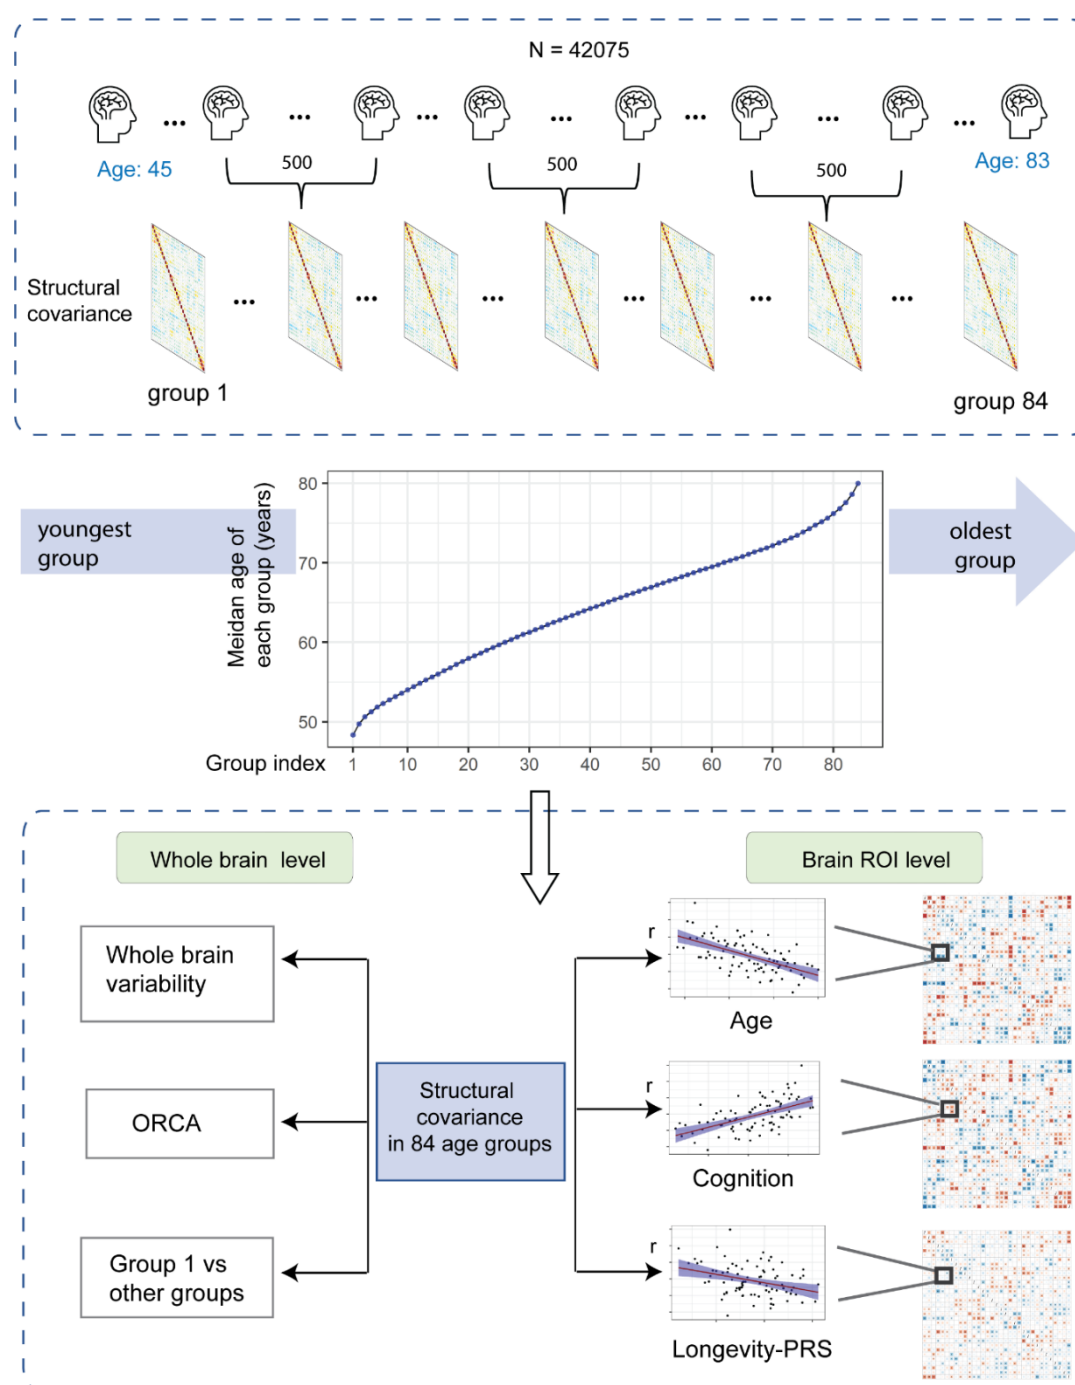 N = 42075
... ... ... ... ... ... ...
Age: 45
500
500
500
Age: 83
Structural
covariance
... ... ... ... ... ... ...
group 1
group 84
youngest
group
oldest
group
Meidan age of
each group (years)
80
70
60
50
Group index
1 10 20 30 40 50 60 70 80
Whole brain level
Brain ROI level
Whole brain
variability
ORCA
Group 1 vs
other groups
Structural
covariance
in 84 age groups
r
Age
r
Cognition
r
Longevity-PRS